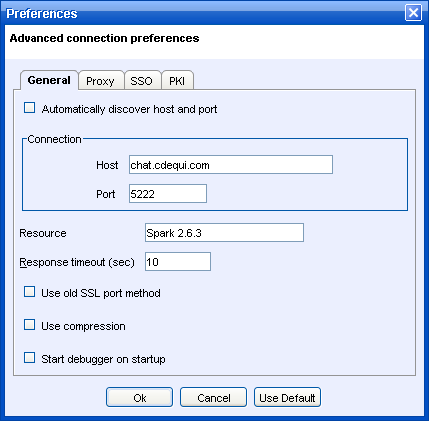 Preferences
Advanced connection preferences
General Proxy SSO PKI
Automatically discover host and port
Connection
Host chat.cdequi.com
Port 5222
Resource Spark 2.6.3
Response timeout (sec) 10
Use old SSL port method
Use compression
Start debugger on startup
Ok Cancel Use Default